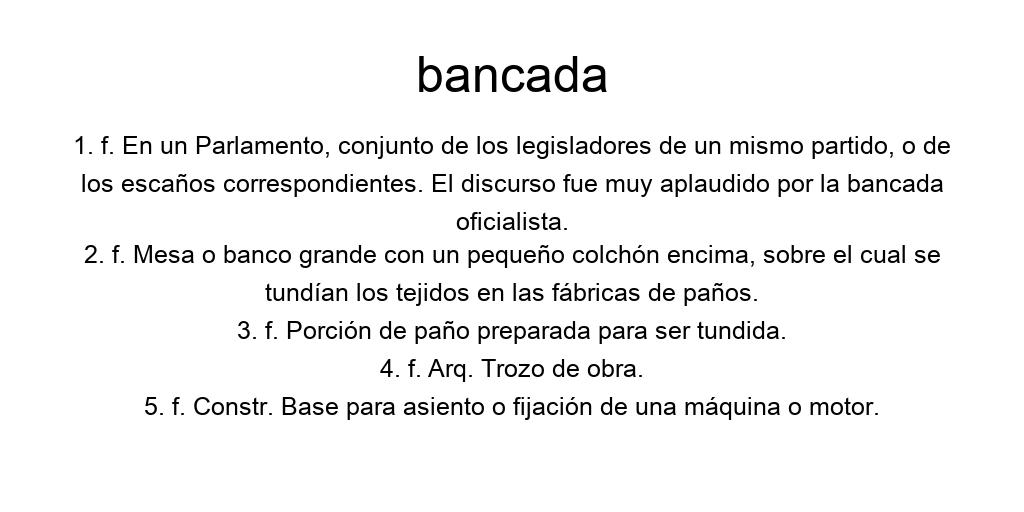 bancada
1. f. En un Parlamento, conjunto de los legisladores de un mismo partido, o de
los escaños correspondientes. El discurso fue muy aplaudido por la bancada
oficialista.
2. f. Mesa o banco grande con un pequeño colchón encima, sobre el cual se
tundían los tejidos en las fábricas de paños.
3. f. Porción de paño preparada para ser tundida.
4. f. Arq. Trozo de obra.
5. f. Constr. Base para asiento o fijación de una máquina o motor.